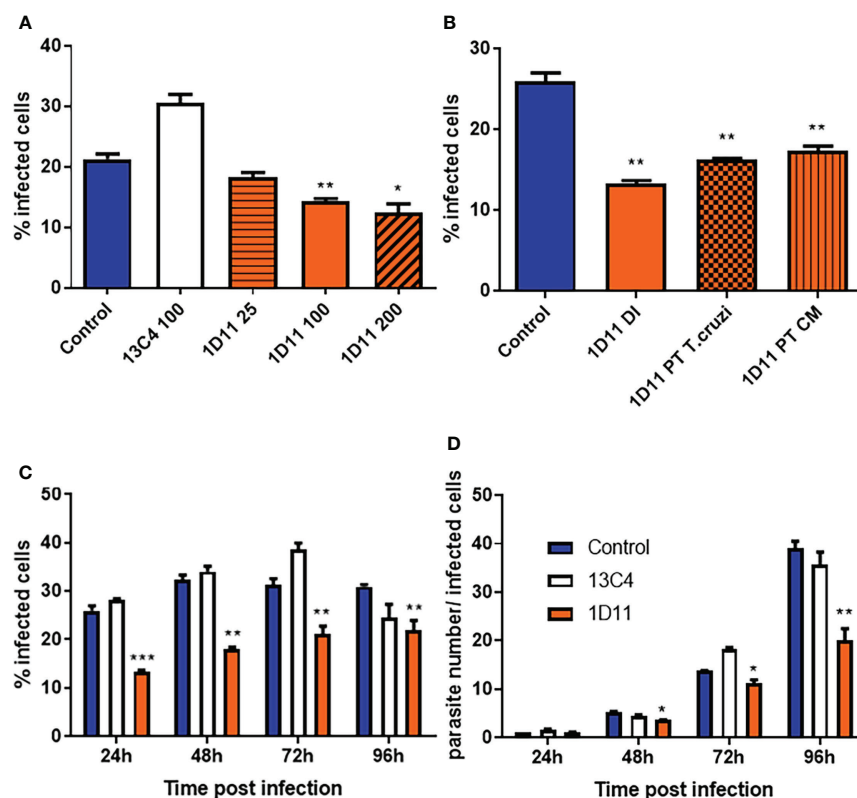 A
% infected cells
40
30
20
10
0
**
*
Control
13C4 100
1D11 25
1D11 100
1D11 200
B
% infected cells
30
20
10
0
**
**
**
Control
1D11 DI
1D11 PT T.cruzi
1D11 PT CM
C
% infected cells
50
40
30
20
10
0
***
**
**
**
24h
48h
72h
96h
Time post infection
D
parasite number/ infected cells
50
40
30
20
10
0
Control
13C4
1D11
*
*
**
24h
48h
72h
96h
Time post infection